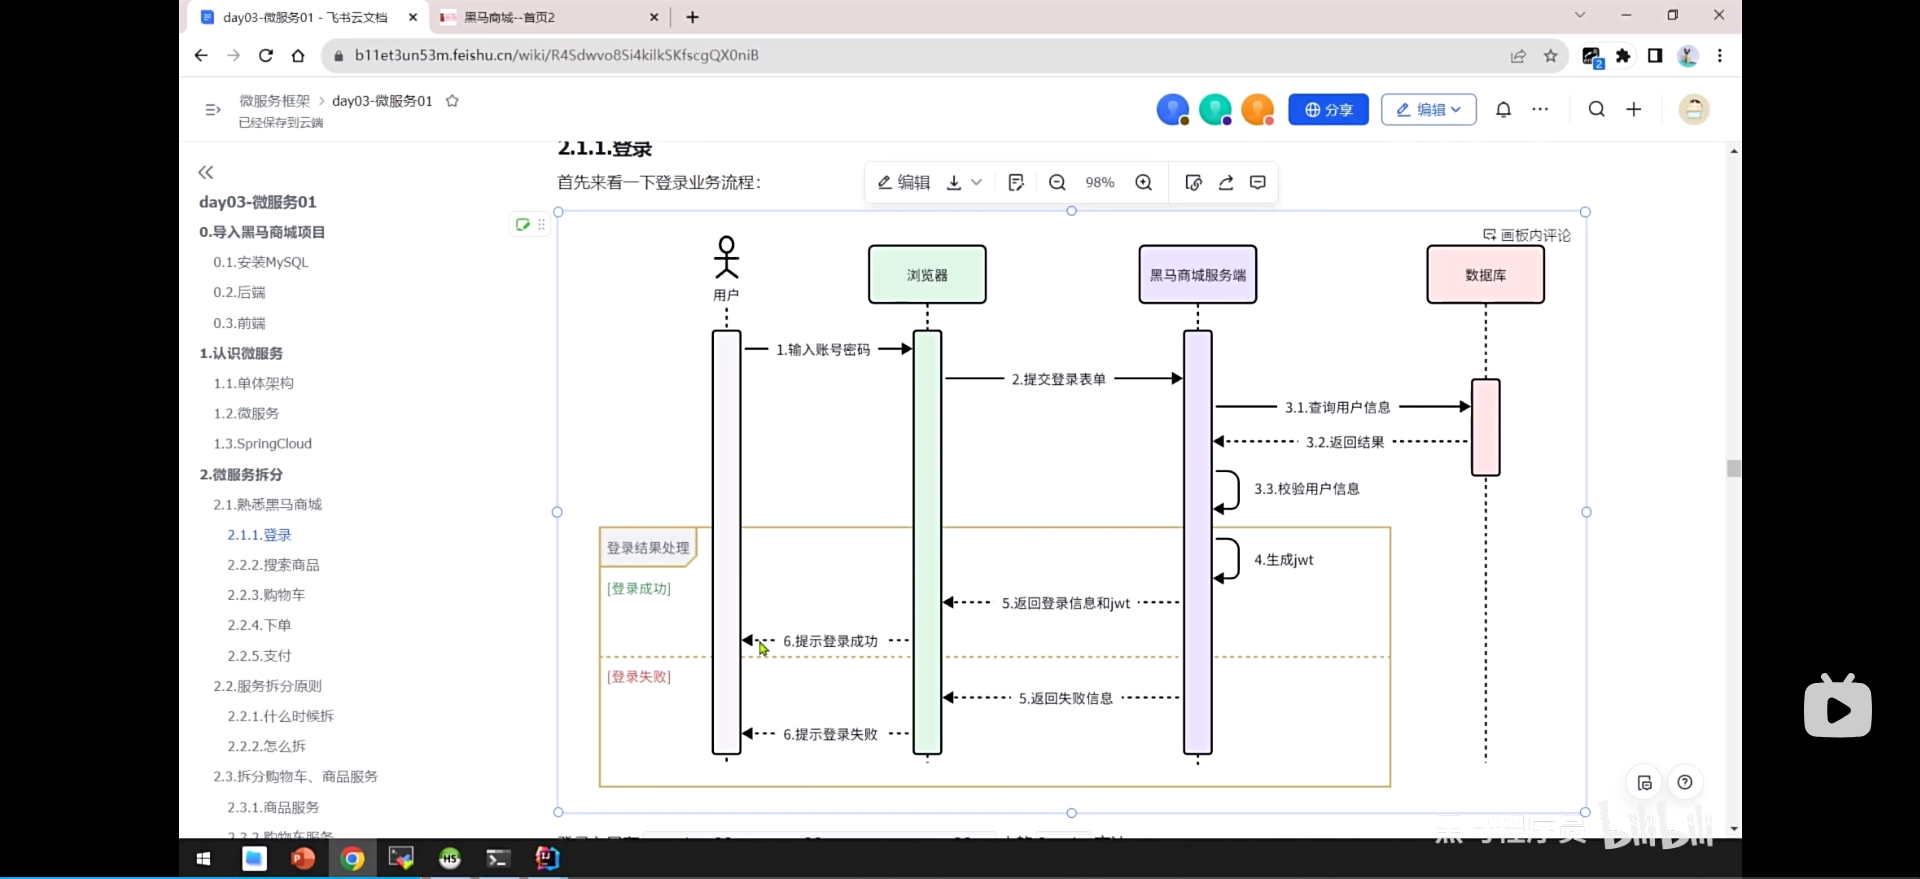 day03-微服务01 - 飞书云文档
黑马商城--首页2
b11et3un53m.feishu.cn/wiki/R4Sdwvo8Si4kilkSKfscgQX0niB
2
微服务框架 > day03-微服务01
已经保存到云端
分享
编辑
day03-微服务01
0.导入黑马商城项目
0.1.安装MySQL
0.2.后端
0.3.前端
1.认识微服务
1.1.单体架构
1.2.微服务
1.3.SpringCloud
2.微服务拆分
2.1.熟悉黑马商城
2.1.1.登录
2.2.2.搜索商品
2.2.3.购物车
2.2.4.下单
2.2.5.支付
2.2.服务拆分原则
2.2.1.什么时候拆
2.2.2.怎么拆
2.3.拆分购物车、商品服务
2.3.1.商品服务
2.3.2.购物车服务
2.1.1.登录
首先来看一下登录业务流程：
编辑
98%
画板内评论
用户
浏览器
黑马商城服务端
数据库
1.输入账号密码
2.提交登录表单
3.1.查询用户信息
3.2.返回结果
3.3.校验用户信息
登录结果处理
4.生成jwt
[登录成功]
5.返回登录信息和jwt
6.提示登录成功
[登录失败]
5.返回失败信息
6.提示登录失败
黑马程序员 bilibili
HS